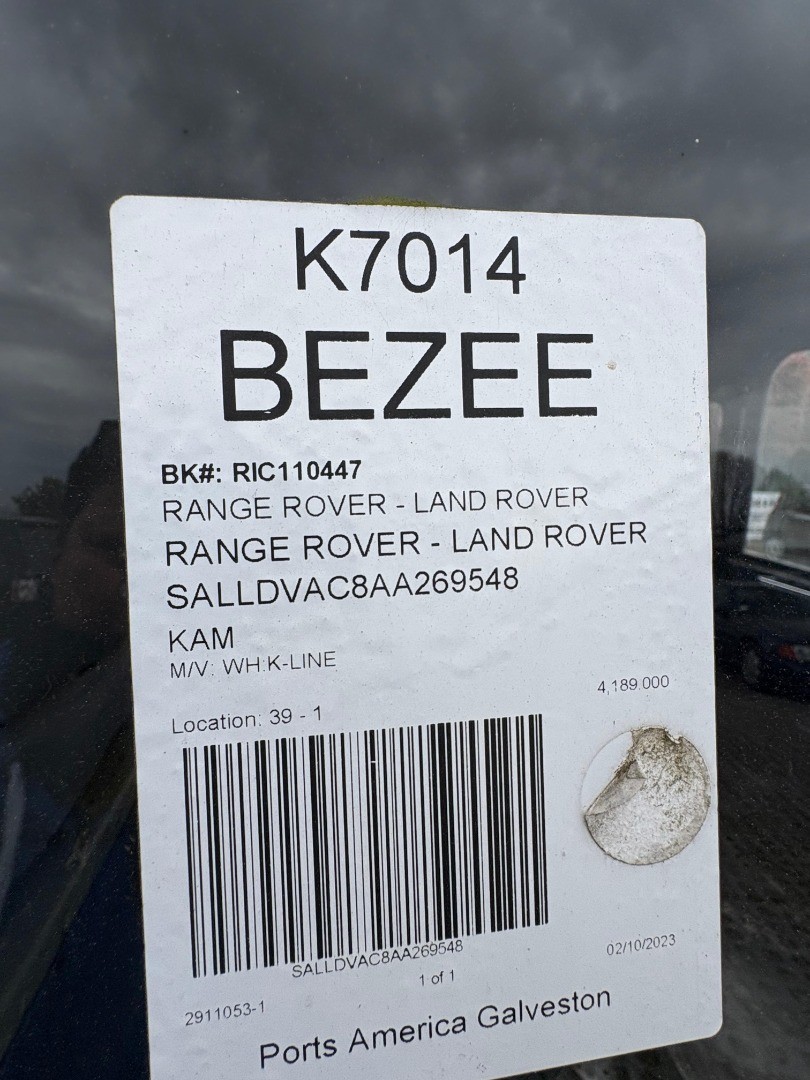 K7014
BEZEE
BK#: RIC110447
RANGE ROVER - LAND ROVER
RANGE ROVER - LAND ROVER
SALLDVAC8AA269548
KAM
M/V: WH:K-LINE
4,189.000
Location: 39 - 1
SALLDVAC8AA269548
1 of 1
02/10/2023
2911053-1
Ports America Galveston